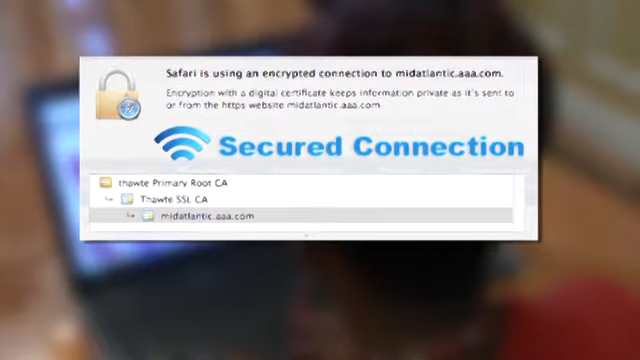 Safari is using an encrypted connection to midatlantic.aaa.com.
Encryption with a digital certificate keeps information private as it's sent to
or from the https website midatlantic.aaa.com.
Secured Connection
thawte Primary Root CA
Thawte SSL CA
midatlantic.aaa.com